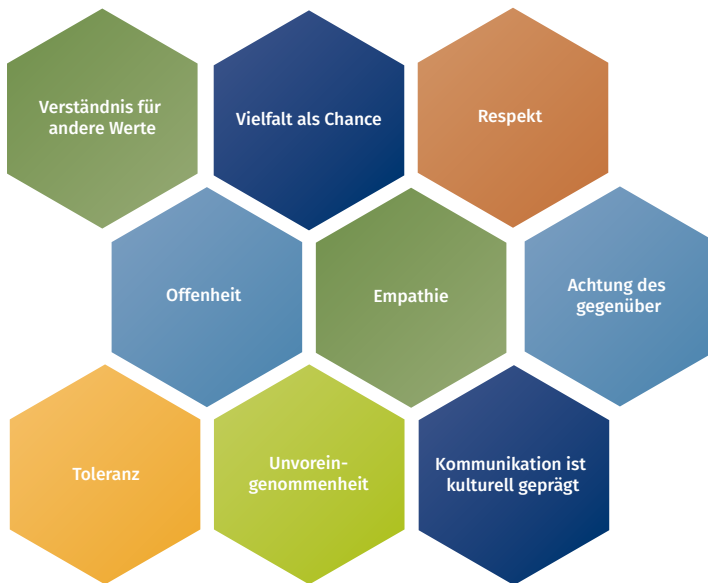 Verständnis für
andere Werte
Vielfalt als Chance
Respekt
Offenheit
Empathie
Achtung des
gegenüber
Toleranz
Unvorein-
genommenheit
Kommunikation ist
kulturell geprägt